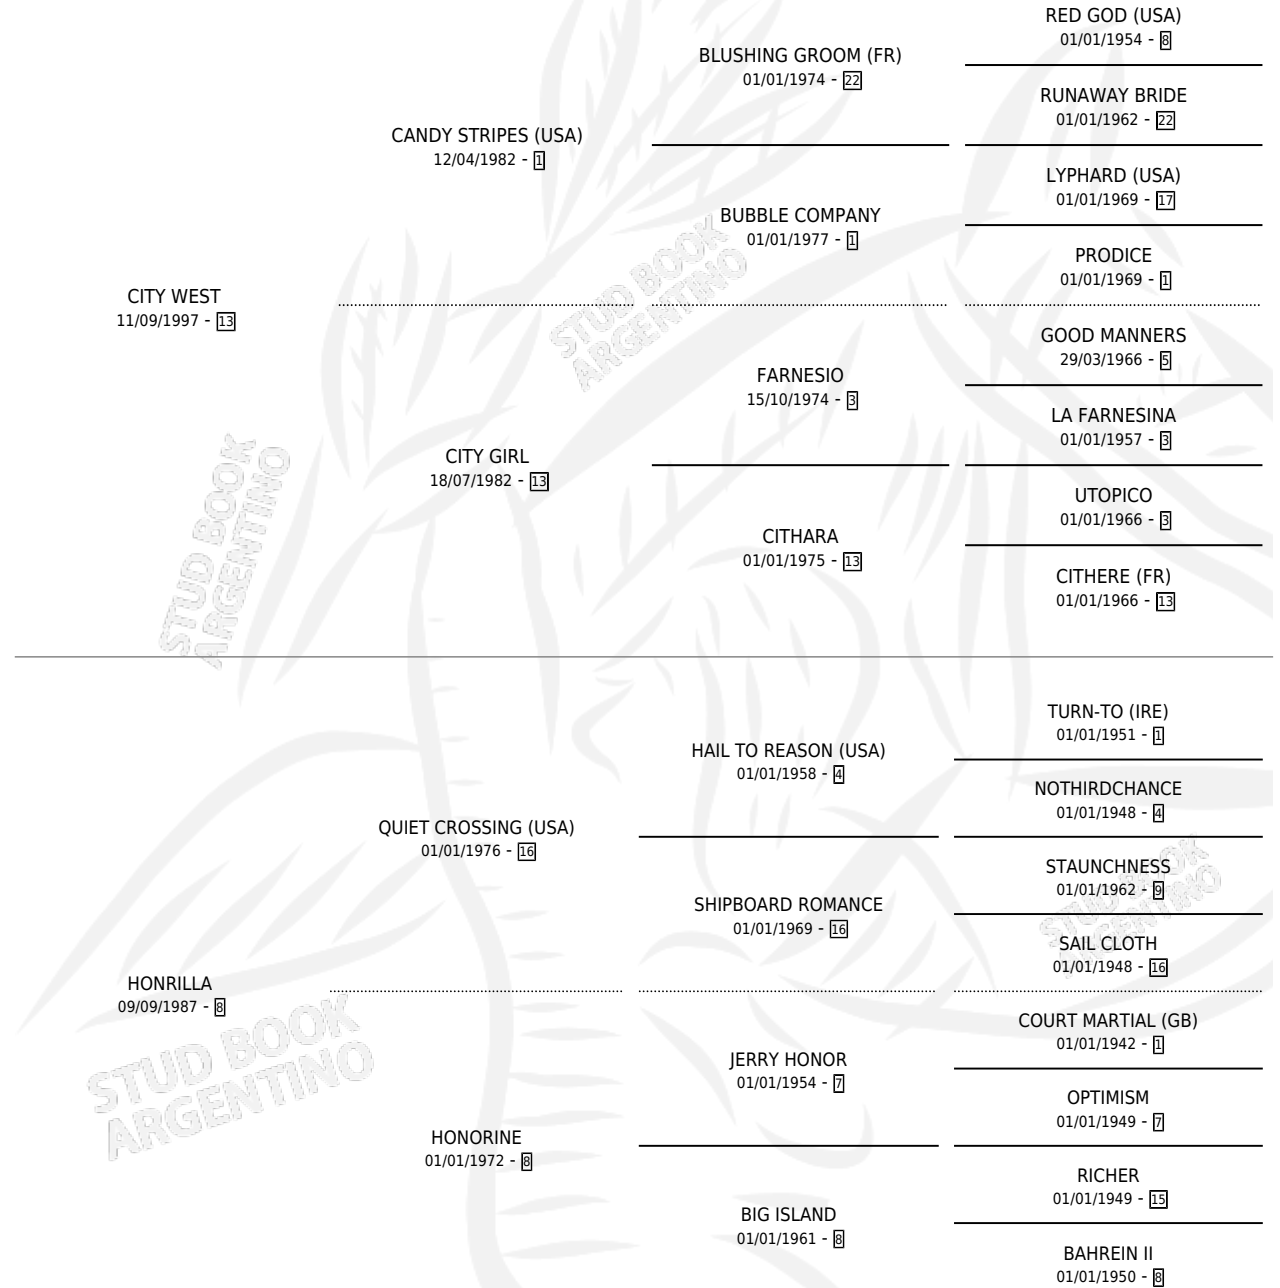 RED GOD (USA)
01/01/1954 - 8
BLUSHING GROOM (FR)
01/01/1974 - 22
RUNAWAY BRIDE
01/01/1962 - 22
CANDY STRIPES (USA)
12/04/1982 - 1
LYPHARD (USA)
01/01/1969 - 17
BUBBLE COMPANY
01/01/1977 - 1
PRODICE
01/01/1969 - 1
CITY WEST
11/09/1997 - 13
GOOD MANNERS
29/03/1966 - 5
FARNESIO
15/10/1974 - 3
LA FARNESINA
01/01/1957 - 3
CITY GIRL
18/07/1982 - 13
UTOPICO
01/01/1966 - 3
CITHARA
01/01/1975 - 13
CITHERE (FR)
01/01/1966 - 13
TURN-TO (IRE)
01/01/1951 - 1
HAIL TO REASON (USA)
01/01/1958 - 4
NOTHIRDCHANCE
01/01/1948 - 4
QUIET CROSSING (USA)
01/01/1976 - 16
STAUNCHNESS
01/01/1962 - 9
SHIPBOARD ROMANCE
01/01/1969 - 16
SAIL CLOTH
01/01/1948 - 16
HONRILLA
09/09/1987 - 8
COURT MARTIAL (GB)
01/01/1942 - 1
JERRY HONOR
01/01/1954 - 7
OPTIMISM
01/01/1949 - 7
HONORINE
01/01/1972 - 8
RICHER
01/01/1949 - 15
BIG ISLAND
01/01/1961 - 8
BAHREIN II
01/01/1950 - 8
STUD BOOK
ARGENTINO
STUD BOOK
ARGENTINO
STUD BOOK
ARGENTINO
STUD BOOK
ARGENTINO